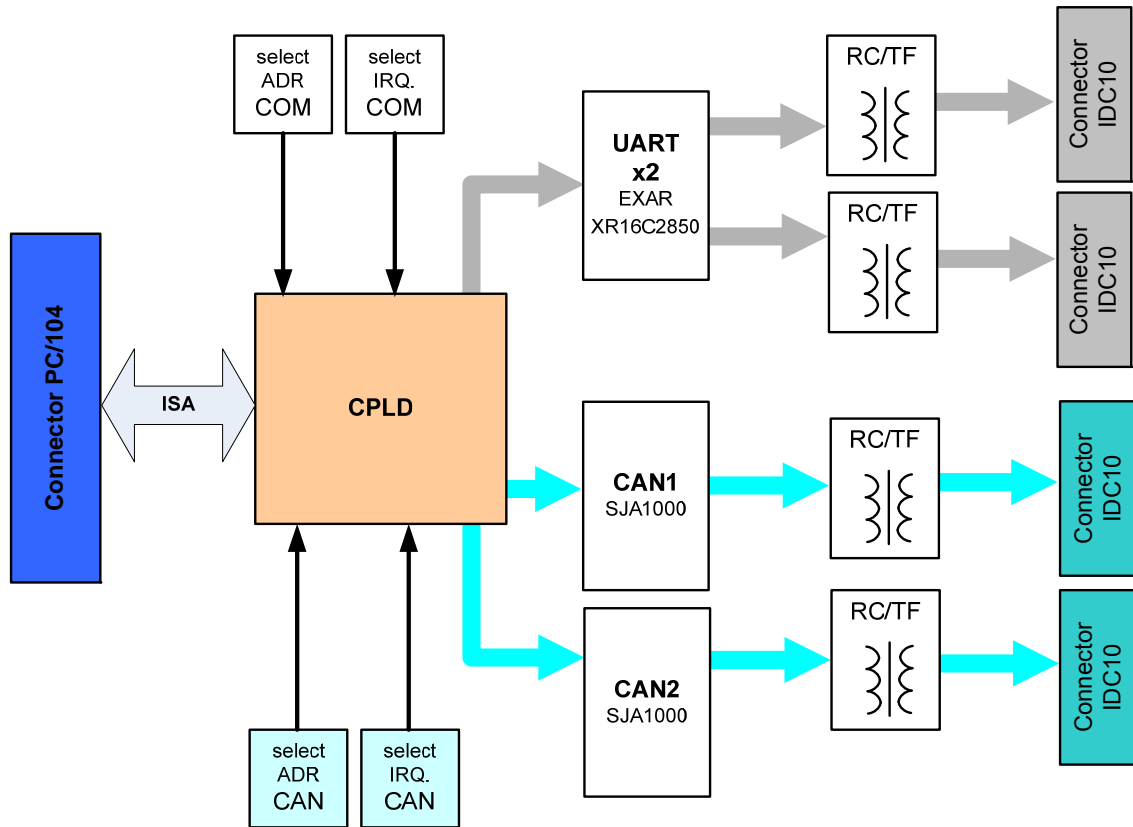 select
ADR
COM
select
IRQ.
COM
UART
x2
EXAR
XR16C2850
RC/TF
Connector
IDC10
RC/TF
Connector
IDC10
Connector PC/104
ISA
CPLD
CAN1
SJA1000
RC/TF
Connector
IDC10
CAN2
SJA1000
RC/TF
Connector
IDC10
select
ADR
CAN
select
IRQ.
CAN